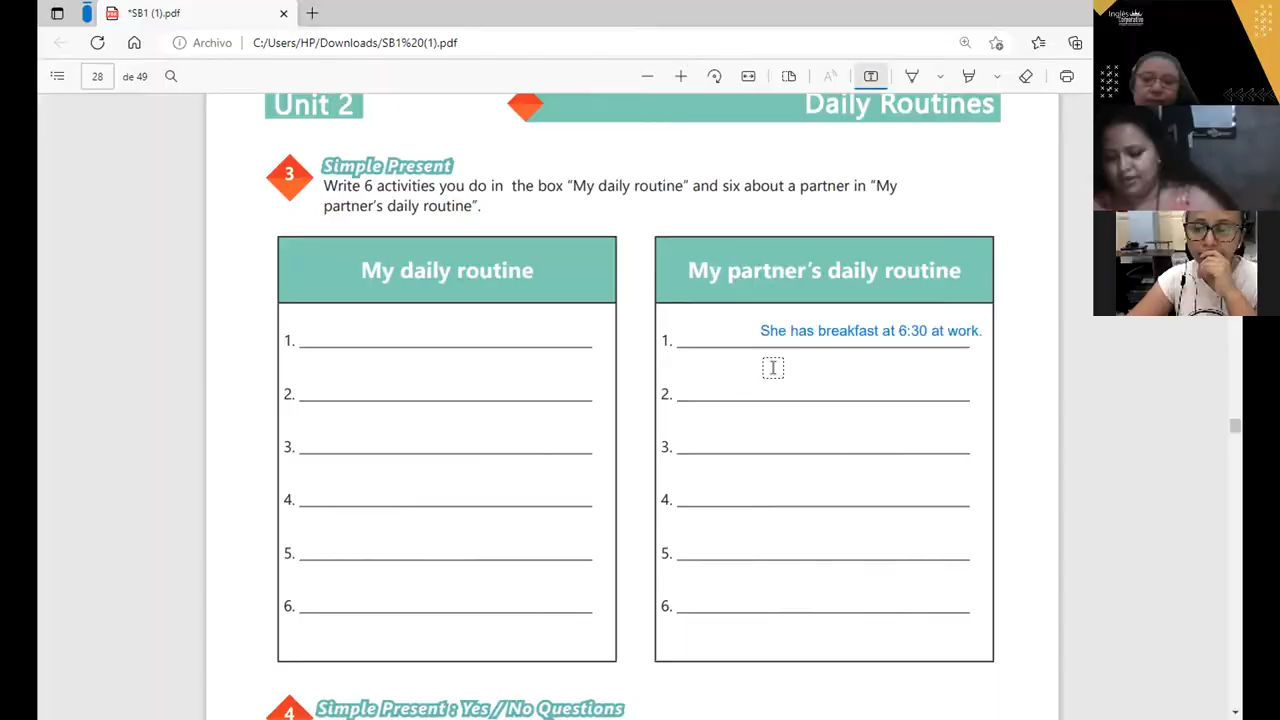 *SB1 (1).pdf
Archivo
C:/Users/HP/Downloads/SB1%20(1).pdf
28
de 49
Inglés
Corporativo
Unit 2
Daily Routines
3
Simple Present
Write 6 activities you do in the box "My daily routine" and six about a partner in "My
partner's daily routine".
My daily routine
1.
2.
3.
4.
5.
6.
My partner's daily routine
She has breakfast at 6:30 at work.
1.
2.
3.
4.
5.
6.
4
Simple Present : Yes / No Questions